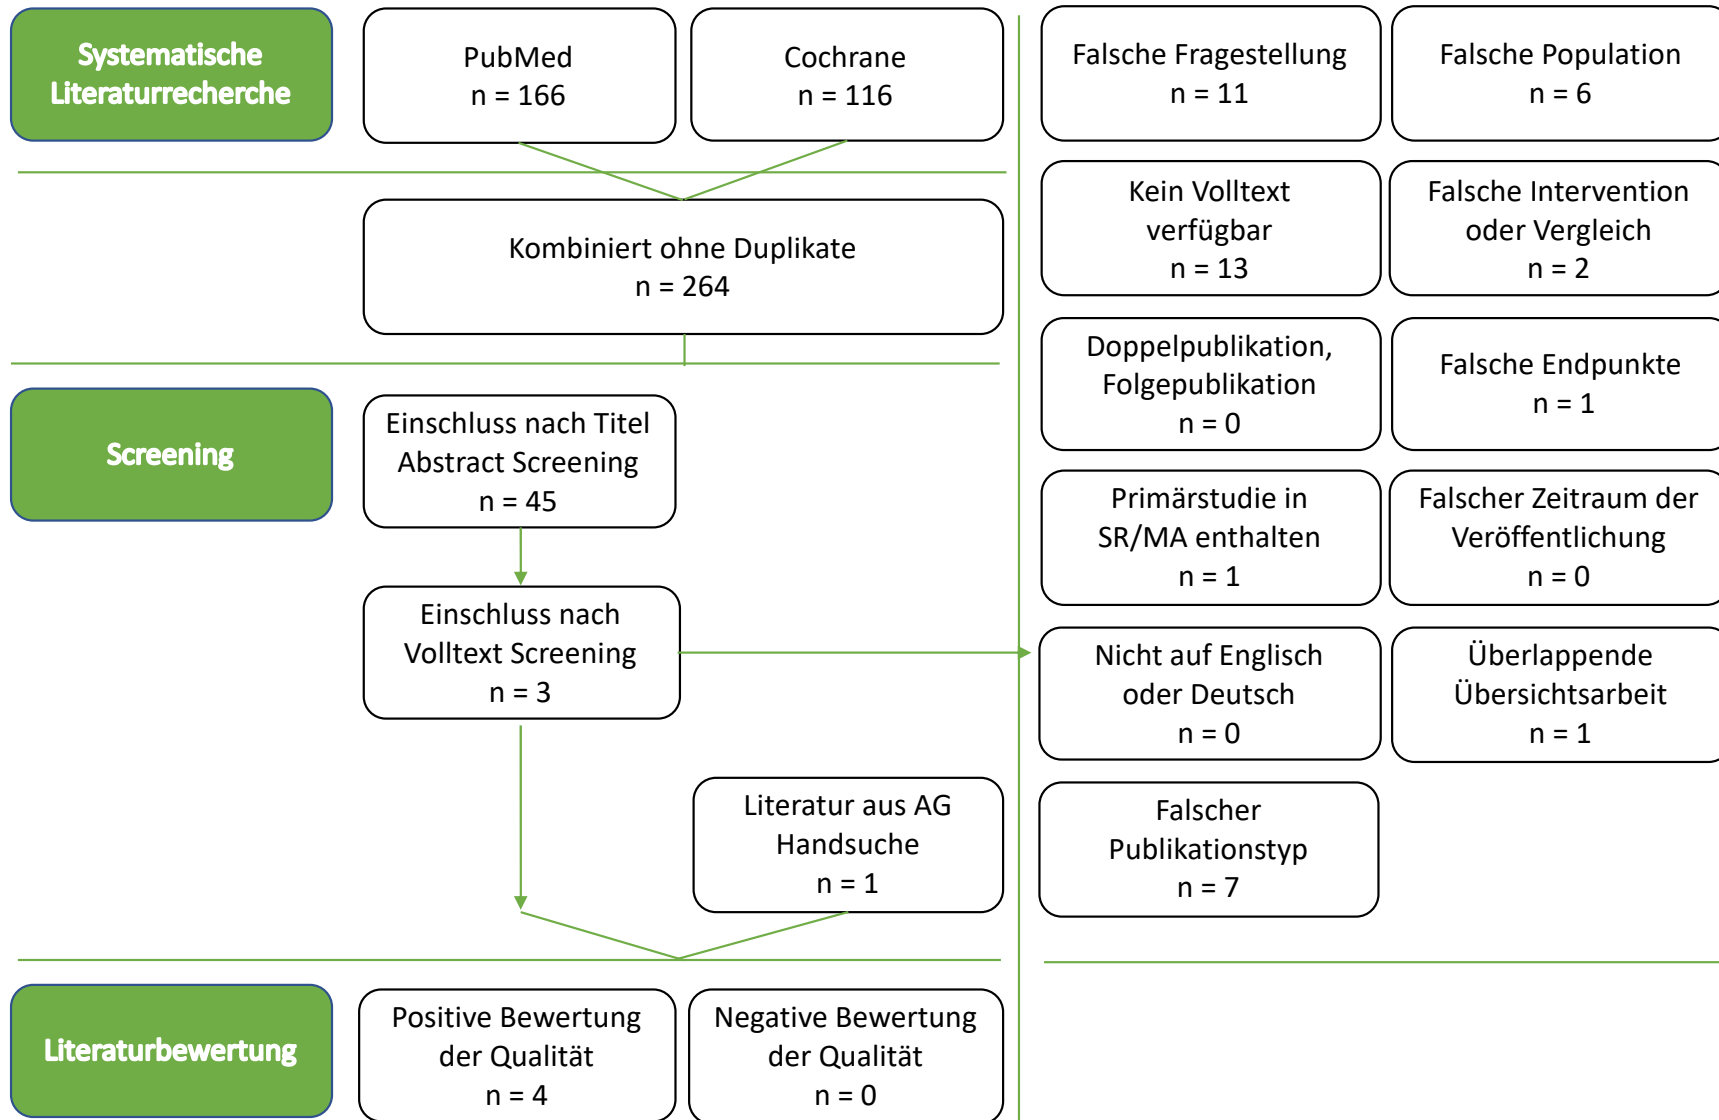 Systematische
Literaturrecherche
PubMed
n = 166
Cochrane
n = 116
Kombiniert ohne Duplikate
n = 264
Screening
Einschluss nach Titel
Abstract Screening
n = 45
Einschluss nach
Volltext Screening
n = 3
Literatur aus AG
Handsuche
n = 1
Literaturbewertung
Positive Bewertung
der Qualität
n = 4
Negative Bewertung
der Qualität
n = 0
Falsche Fragestellung
n = 11
Falsche Population
n = 6
Kein Volltext
verfügbar
n = 13
Falsche Intervention
oder Vergleich
n = 2
Doppelpublikation,
Folgepublikation
n = 0
Falsche Endpunkte
n = 1
Primärstudie in
SR/MA enthalten
n = 1
Falscher Zeitraum der
Veröffentlichung
n = 0
Nicht auf Englisch
oder Deutsch
n = 0
Überlappende
Übersichtsarbeit
n = 1
Falscher
Publikationstyp
n = 7